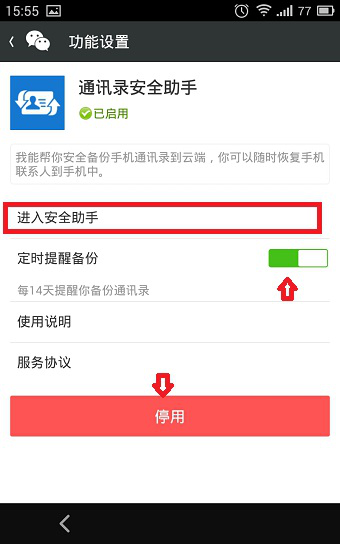 15:55
77
功能设置
通讯录安全助手
已启用
我能帮你安全备份手机通讯录到云端，你可以随时恢复手机
联系人到手机中。
进入安全助手
定时提醒备份
每14天提醒你备份通讯录
使用说明
服务协议
停用